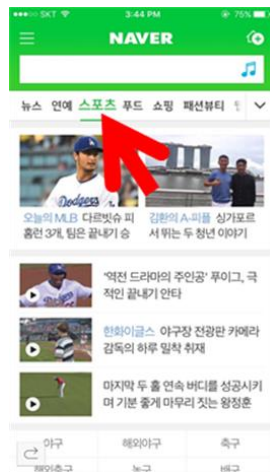 SKT 3:44 PM 75%
NAVER
뉴스 연예 스포츠 푸드 쇼핑 패션뷰티
Dodgers
오늘의 MLB 다르빗슈 피
홈런 3개, 팀은 끝내기 승
김환의 A-피플 싱가포르
서 뛰는 두 청년 이야기
'역전 드라마의 주인공' 푸이그, 극
적인 끝내기 안타
한화이글스 야구장 전광판 카메라
감독의 하루 밀착 취재
마지막 두 홀 연속 버디를 성공시키
며 기분 좋게 마무리 짓는 왕정훈
야구 해외야구 축구
해외축구 농구 배구